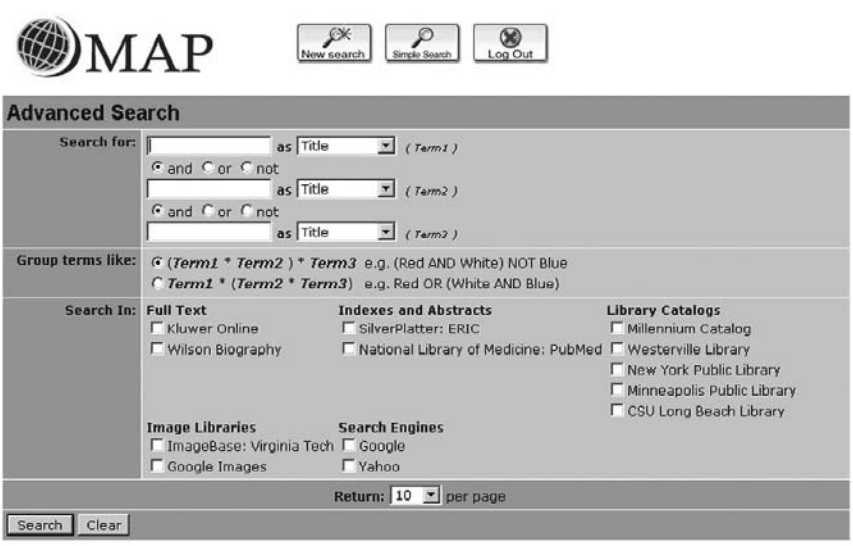 MAP
New search Simple Search Log Out
Advanced Search
Search for: as Title ( Term1 )
and or not
as Title ( Term2 )
and or not
as Title ( Term3 )
Group terms like: (Term1 * Term2 ) * Term3 e.g. (Red AND White) NOT Blue
Term1 * (Term2 * Term3) e.g. Red OR (White AND Blue)
Search In: Full Text Indexes and Abstracts Library Catalogs
Kluwer Online SilverPlatter: ERIC Millennium Catalog
Wilson Biography National Library of Medicine: PubMed Westerville Library
New York Public Library
Minneapolis Public Library
CSU Long Beach Library
Image Libraries Search Engines
ImageBase: Virginia Tech Google
Google Images Yahoo
Return: 10 per page
Search Clear